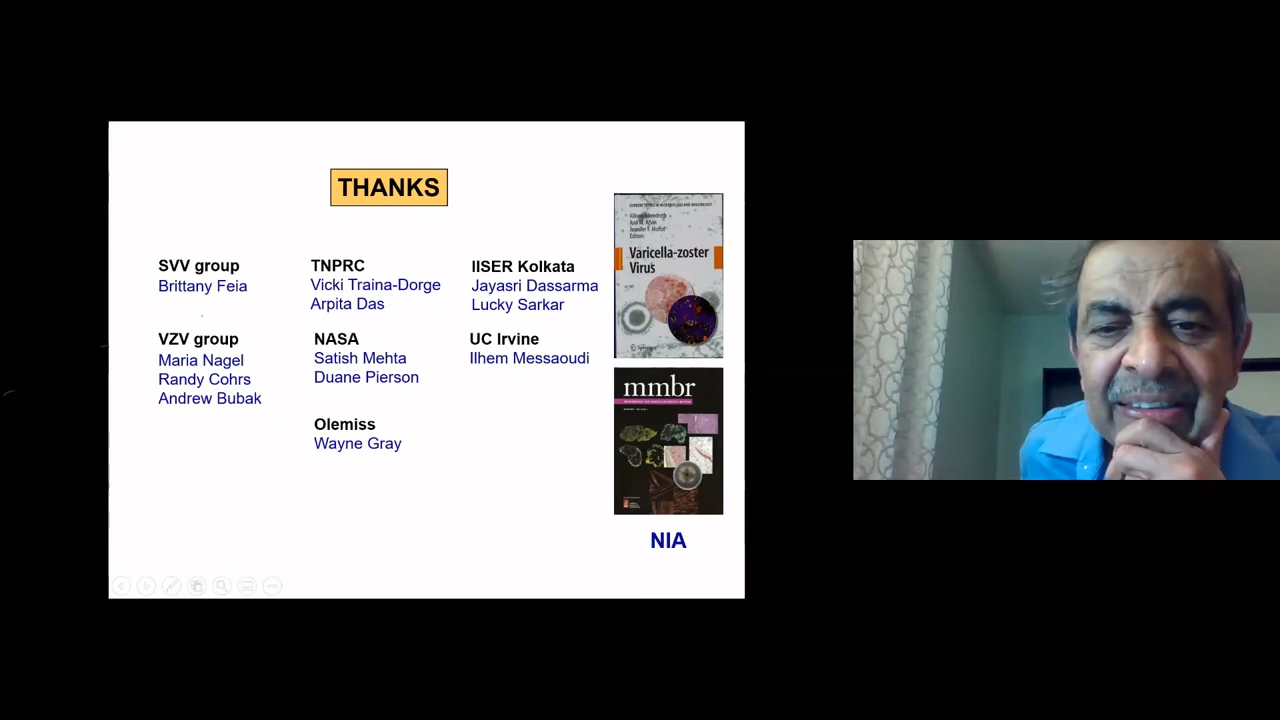 THANKS
SVV group
Brittany Feia
VZV group
Maria Nagel
Randy Cohrs
Andrew Bubak
TNPRC
Vicki Traina-Dorge
Arpita Das
NASA
Satish Mehta
Duane Pierson
Olemiss
Wayne Gray
IISER Kolkata
Jayasri Dassarma
Lucky Sarkar
UC Irvine
Ilhem Messaoudi
Editors
Varicella-zoster
Virus
Springer
mmbr
NIA